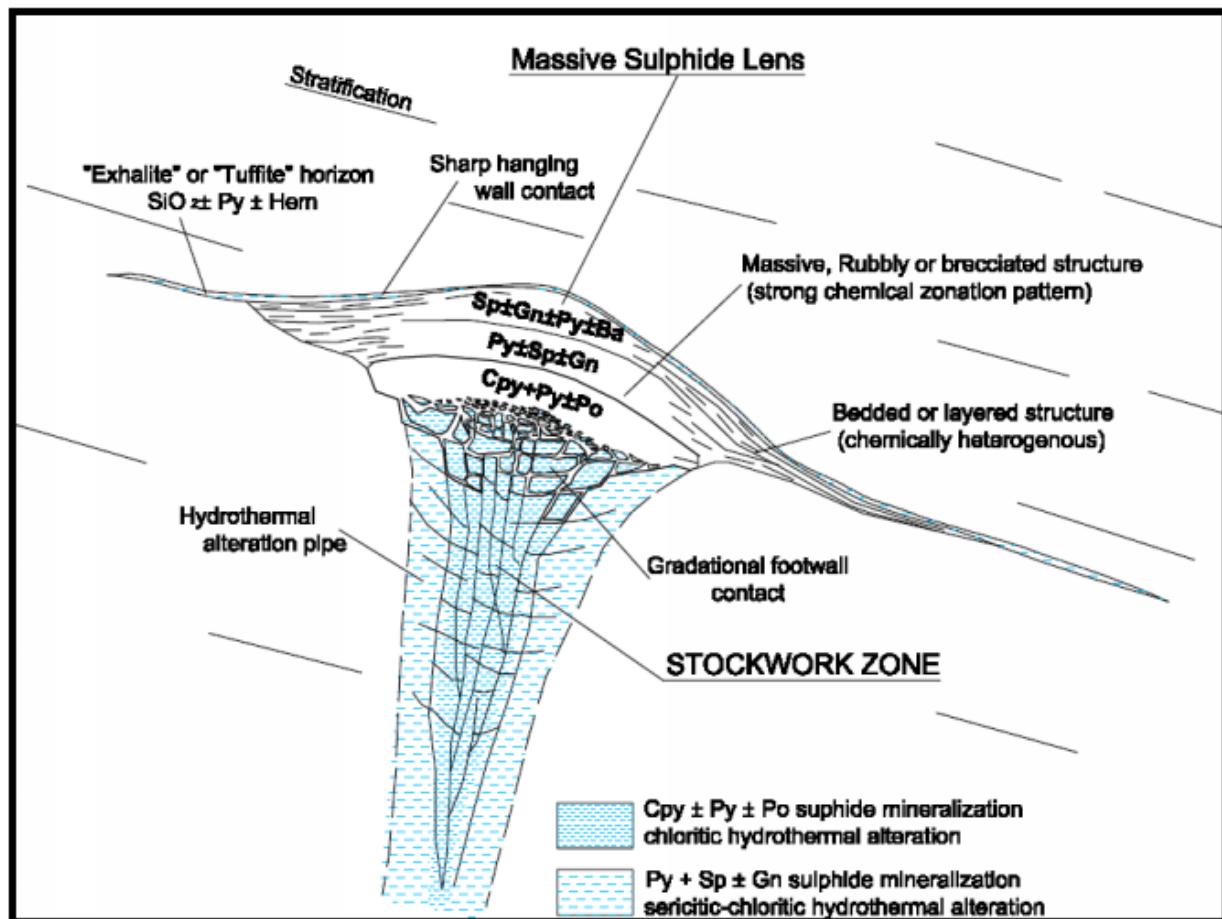 Massive Sulphide Lens
Stratification
"Exhalite" or "Tuffite" horizon
SiO 2± Py ± Hem
Sharp hanging
wall contact
Massive, Rubbly or brecciated structure
(strong chemical zonation pattern)
Sp±Gn±Py±Ba
Py±Sp±Gn
Cpy+Py±Po
Bedded or layered structure
(chemically heterogenous)
Hydrothermal
alteration pipe
Gradational footwall
contact
STOCKWORK ZONE
Cpy ± Py ± Po suphide mineralization
chloritic hydrothermal alteration
Py + Sp ± Gn sulphide mineralization
sericitic-chloritic hydrothermal alteration